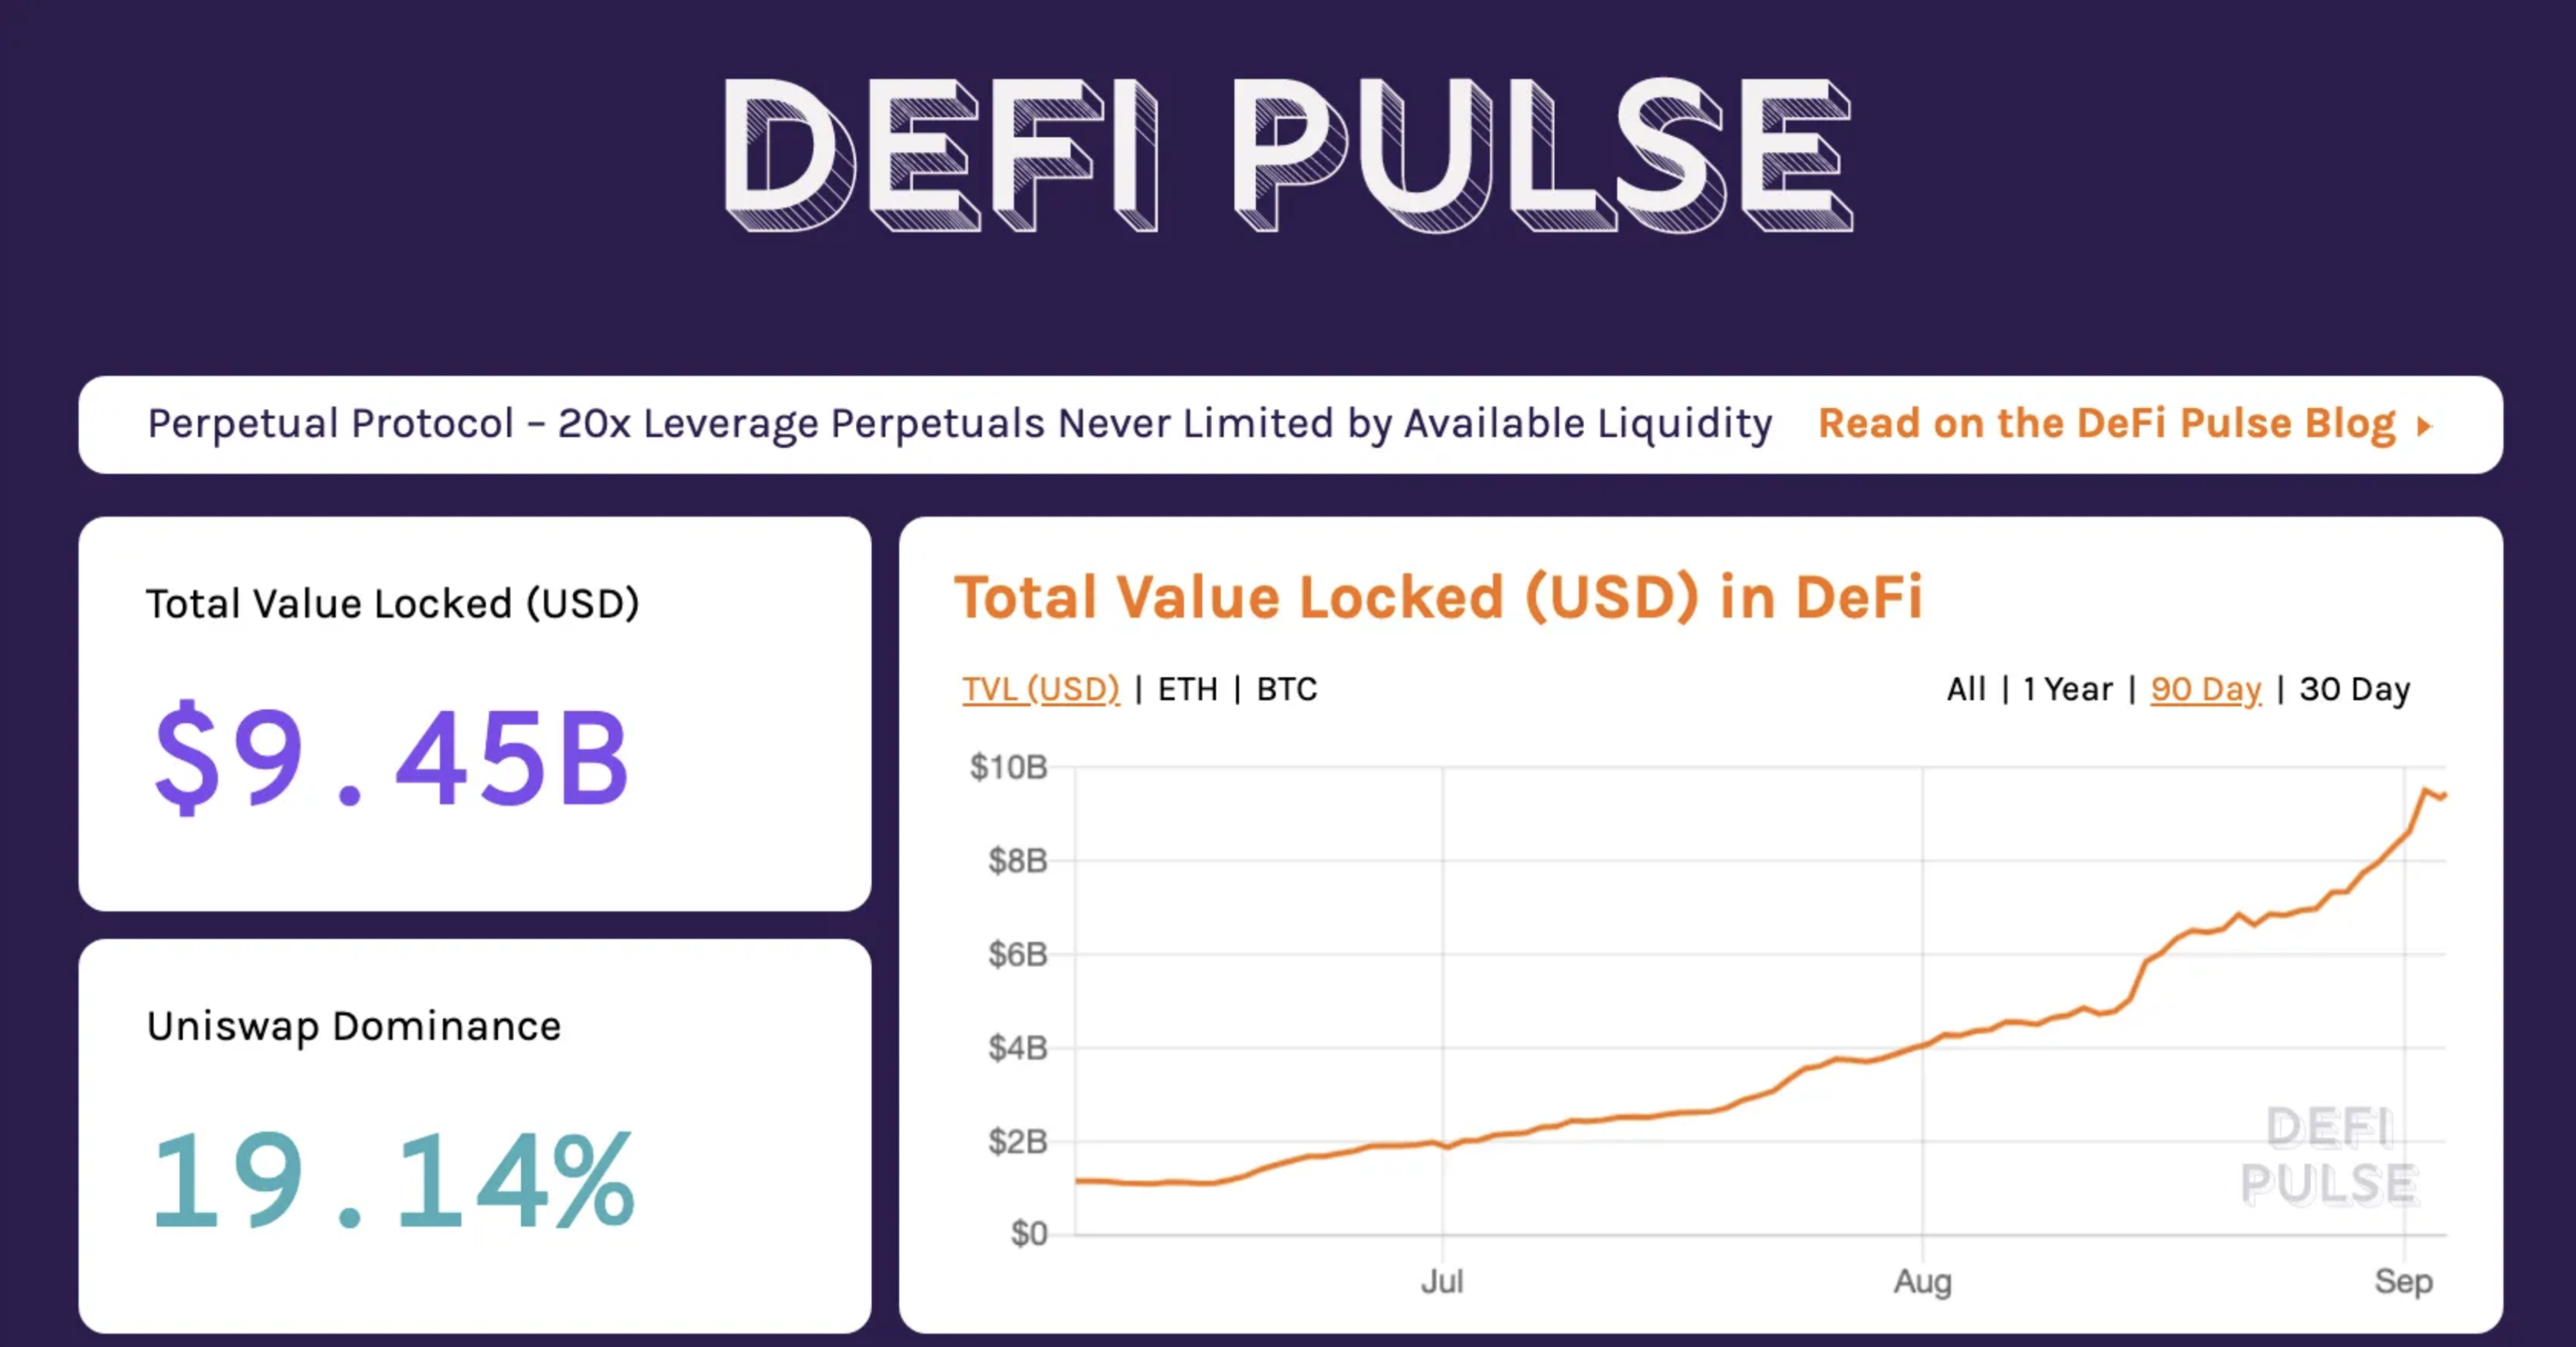 DEFI PULSE
Perpetual Protocol – 20x Leverage Perpetuals Never Limited by Available Liquidity Read on the DeFi Pulse Blog ▸
Total Value Locked (USD)
$9.45B
Uniswap Dominance
19.14%
Total Value Locked (USD) in DeFi
TVL (USD) | ETH | BTC All | 1 Year | 90 Day | 30 Day
$10B
$8B
$6B
$4B
$2B
$0
Jul Aug Sep
DEFI
PULSE